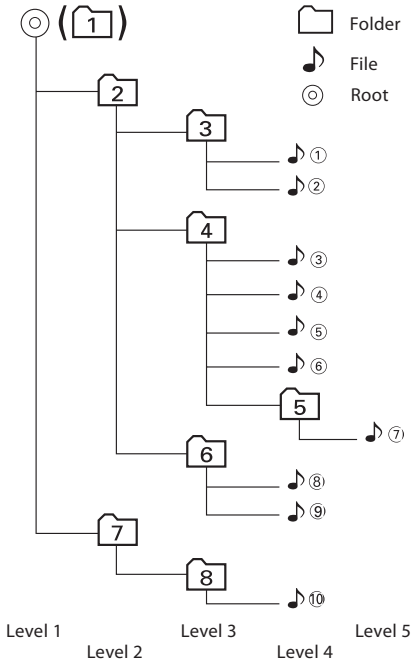 ( 1 )
Folder
File
Root
2
3
①
②
4
③
④
⑤
⑥
5
⑦
6
⑧
⑨
7
8
⑩
Level 1
Level 2
Level 3
Level 4
Level 5